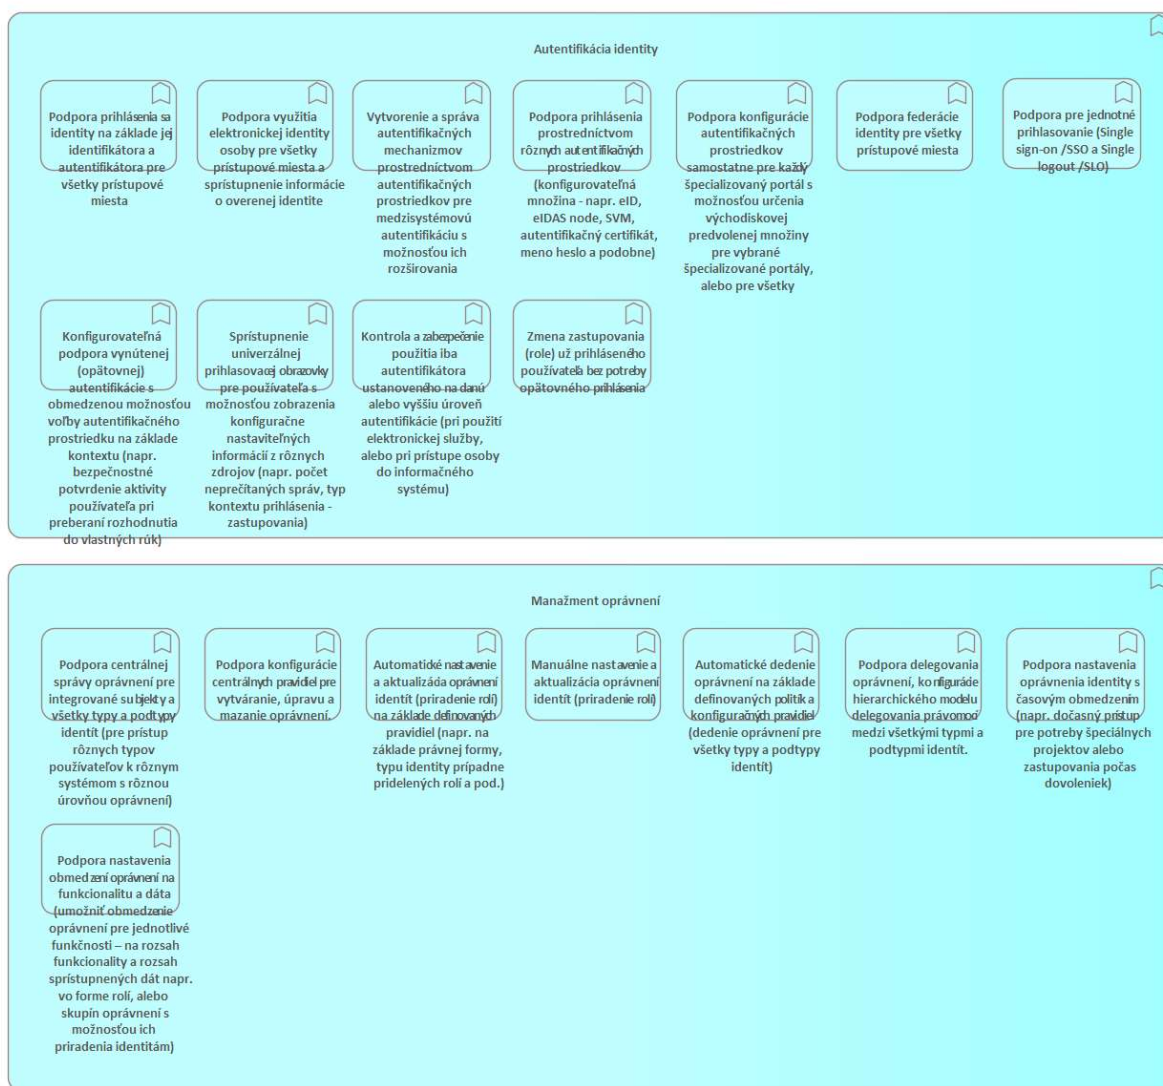 Autentifikácia identity
Podpora prihlásenia sa
identity na základe jej
identifikátora a
autentifikátora pre
všetky prístupové
miesta
Podpora využitia
elektronickej identity
osoby pre všetky
prístupové miesta a
sprístupnenie informácie
o overenej identite
Vytvorenie a správa
autentifikačných
mechanizmov
prostredníctvom
autentifikačných
prostriedkov pre
medzisystémovú
autentifikáciu s
možnosťou ich
rozširovania
Podpora prihlásenia
prostredníctvom
rôznych autentifikačných
prostriedkov
(konfigurovateľná
množina - napr. eID,
eIDAS node, SVM,
autentifikačný certifikát,
meno heslo a podobne)
Podpora konfigurácie
autentifikačných
prostriedkov
samostatne pre každý
špecializovaný portál s
možnosťou určenia
východiskovej
predvolenej množiny
pre vybrané
špecializované portály,
alebo pre všetky
Podpora federácie
identity pre všetky
prístupové miesta
Podpora pre jednotné
prihlasovanie (Single
sign-on /SSO a Single
logout /SLO)
Konfigurovateľná
podpora vynútenej
(opätovnej)
autentifikácie s
obmedzenou možnosťou
voľby autentifikačného
prostriedku na základe
kontextu (napr.
bezpečnostné
potvrdenie aktivity
používateľa pri
preberaní rozhodnutia
do vlastných rúk)
Sprístupnenie
univerzálnej
prihlasovacej obrazovky
pre používateľa s
možnosťou zobrazenia
konfiguračne
nastaviteľných
informácií z rôznych
zdrojov (napr. počet
neprečítaných správ, typ
kontextu prihlásenia -
zastupovania)
Kontrola a zabezpečenie
použitia iba
autentifikátora
ustanoveného na danú
alebo vyššiu úroveň
autentifikácie (pri použití
elektronickej služby,
alebo pri prístupe osoby
do informačného
systému)
Zmena zastupovania
(role) už prihláseného
používateľa bez potreby
opätovného prihlásenia
Manažment oprávnení
Podpora centrálnej
správy oprávnení pre
integrované subjekty a
všetky typy a podtypy
identít (pre prístup
rôznych typov
používateľov k rôznym
systémom s rôznou
úrovňou oprávnení)
Podpora konfigurácie
centrálnych pravidiel pre
vytváranie, úpravu a
mazanie oprávnení.
Automatické nastavenie
a aktualizácia oprávnení
identít (priradenie rolí)
na základe definovaných
pravidiel (napr. na
základe právnej formy,
typu identity prípadne
pridelených rolí a pod.)
Manuálne nastavenie a
aktualizácia oprávnení
identít (priradenie rolí)
Automatické dedenie
oprávnení na základe
definovaných politík a
konfiguračných pravidiel
(dedenie oprávnení pre
všetky typy a podtypy
identít)
Podpora delegovania
oprávnení, konfigurácie
hierarchického modelu
delegovania právomocí
medzi všetkými typmi a
podtypmi identít.
Podpora nastavenia
oprávnenia identity s
časovým obmedzením
(napr. dočasný prístup
pre potreby špeciálnych
projektov alebo
zastupovania počas
dovoleniek)
Podpora nastavenia
obmedzení oprávnení na
funkcionalitu a dáta
(umožniť obmedzenie
oprávnení pre jednotlivé
funkčnosti – na rozsah
funkcionality a rozsah
sprístupnených dát napr.
vo forme rolí, alebo
skupín oprávnení s
možnosťou ich
priradenia identitám)